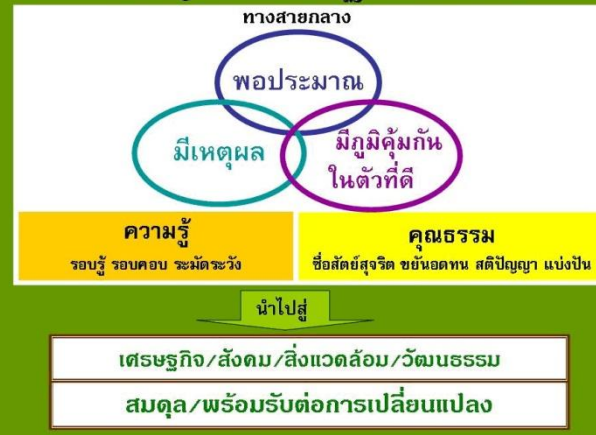 ทางสายกลาง
พอประมาณ
มีเหตุผล
มีภูมิคุ้มกัน
ในตัวที่ดี
ความรู้
รอบรู้ รอบคอบ ระมัดระวัง
คุณธรรม
ซื่อสัตย์สุจริต ขยันอดทน สติปัญญา แบ่งปัน
นำไปสู่
เศรษฐกิจ/สังคม/สิ่งแวดล้อม/วัฒนธรรม
สมดุล/พร้อมรับต่อการเปลี่ยนแปลง